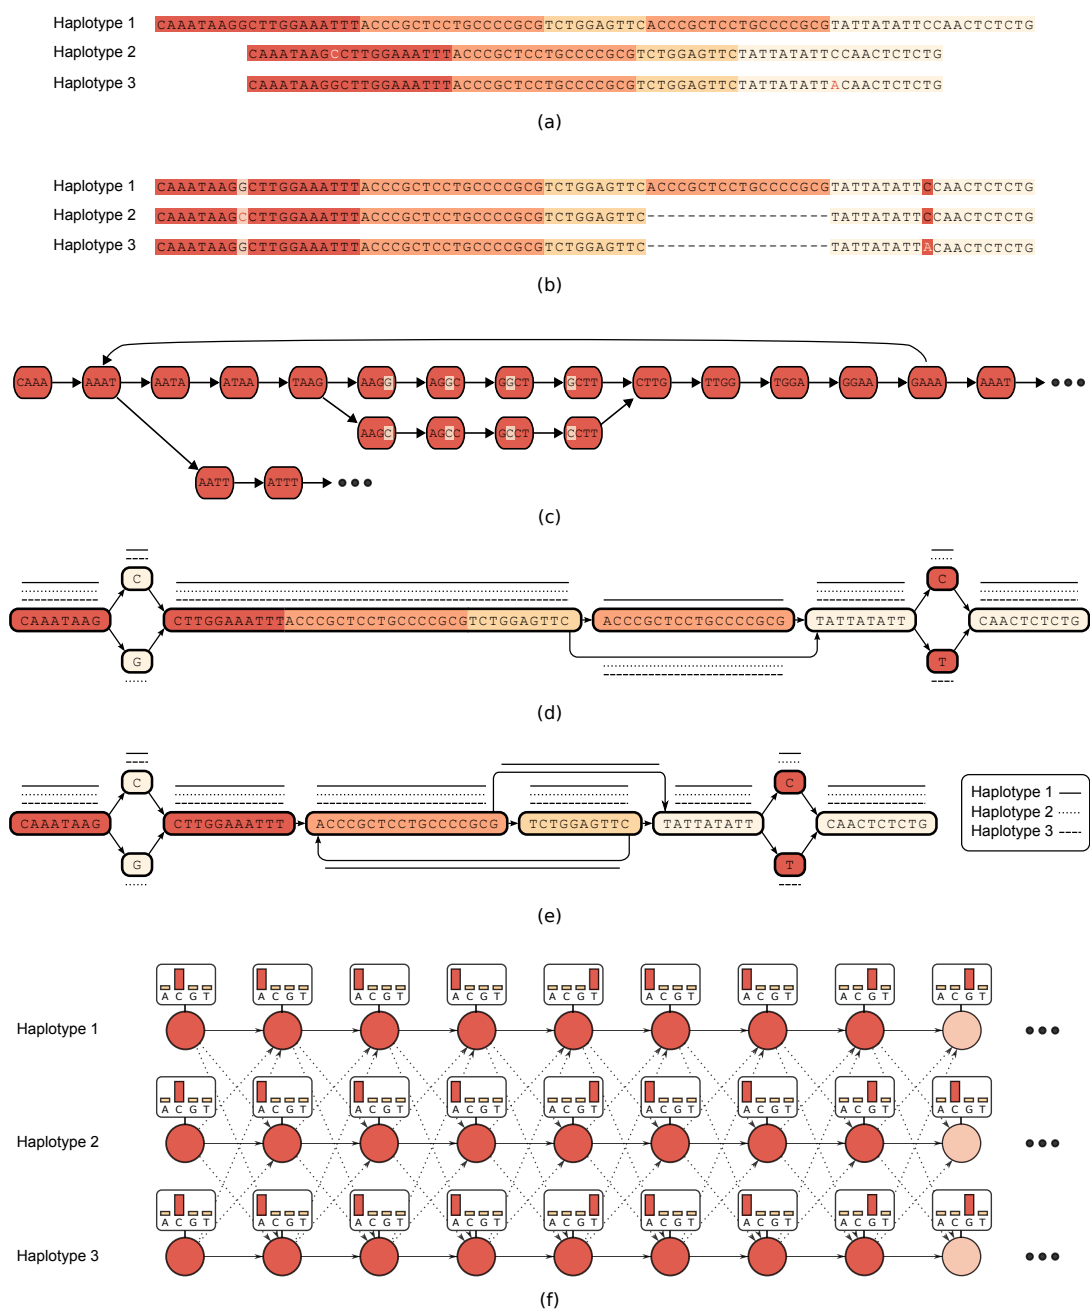 Haplotype 1 CAAATAAGGCTTGGAAATTTACCCGCTCCTGCCCCGCGTCTGGAGTTCACCCGCTCCTGCCCCGCGTATTATATTCCAACTCTCTG
Haplotype 2 CAAATAAGCCTTGGAAATTTACCCGCTCCTGCCCCGCGTCTGGAGTTCTATTATATTCCAACTCTCTG
Haplotype 3 CAAATAAGGCTTGGAAATTTACCCGCTCCTGCCCCGCGTCTGGAGTTCTATTATATTACAACTCTCTG
(a)
Haplotype 1 CAAATAAGGCTTGGAAATTTACCCGCTCCTGCCCCGCGTCTGGAGTTCACCCGCTCCTGCCCCGCGTATTATATTCCAACTCTCTG
Haplotype 2 CAAATAAGCCTTGGAAATTTACCCGCTCCTGCCCCGCGTCTGGAGTTC------------------TATTATATTCCAACTCTCTG
Haplotype 3 CAAATAAGGCTTGGAAATTTACCCGCTCCTGCCCCGCGTCTGGAGTTC------------------TATTATATTACAACTCTCTG
(b)
CAAA AAAT AATA ATAA TAAG AAGG AGGC GGCT GCTT CTTG TTGG TGGA GGAA GAAA AAAT
AAGC AGCC GCCT CCTT
AATT ATTT
(c)
C C
CAAATAAG CTTGGAAATTTACCCGCTCCTGCCCCGCGTCTGGAGTTC ACCCGCTCCTGCCCCGCG TATTATATT CAACTCTCTG
G T
(d)
C C
CAAATAAG CTTGGAAATTT ACCCGCTCCTGCCCCGCG TCTGGAGTTC TATTATATT CAACTCTCTG
G T
Haplotype 1
Haplotype 2
Haplotype 3
(e)
A C G T A C G T A C G T A C G T A C G T A C G T A C G T A C G T A C G T
Haplotype 1
A C G T A C G T A C G T A C G T A C G T A C G T A C G T A C G T A C G T
Haplotype 2
A C G T A C G T A C G T A C G T A C G T A C G T A C G T A C G T A C G T
Haplotype 3
(f)